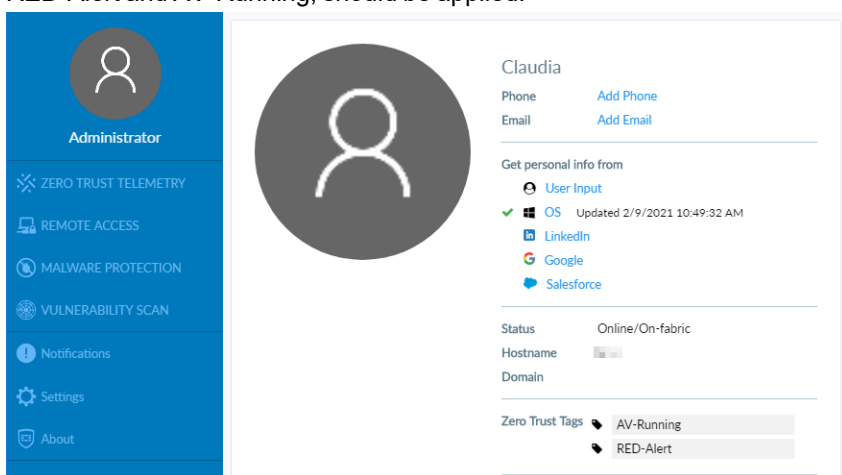 RED-Alert and AV-Running, should be applied.
Administrator
ZERO TRUST TELEMETRY
REMOTE ACCESS
MALWARE PROTECTION
VULNERABILITY SCAN
Notifications
Settings
About
Claudia
Phone Add Phone
Email Add Email
Get personal info from
User Input
OS Updated 2/9/2021 10:49:32 AM
LinkedIn
Google
Salesforce
Status Online/On-fabric
Hostname
Domain
Zero Trust Tags AV-Running
RED-Alert